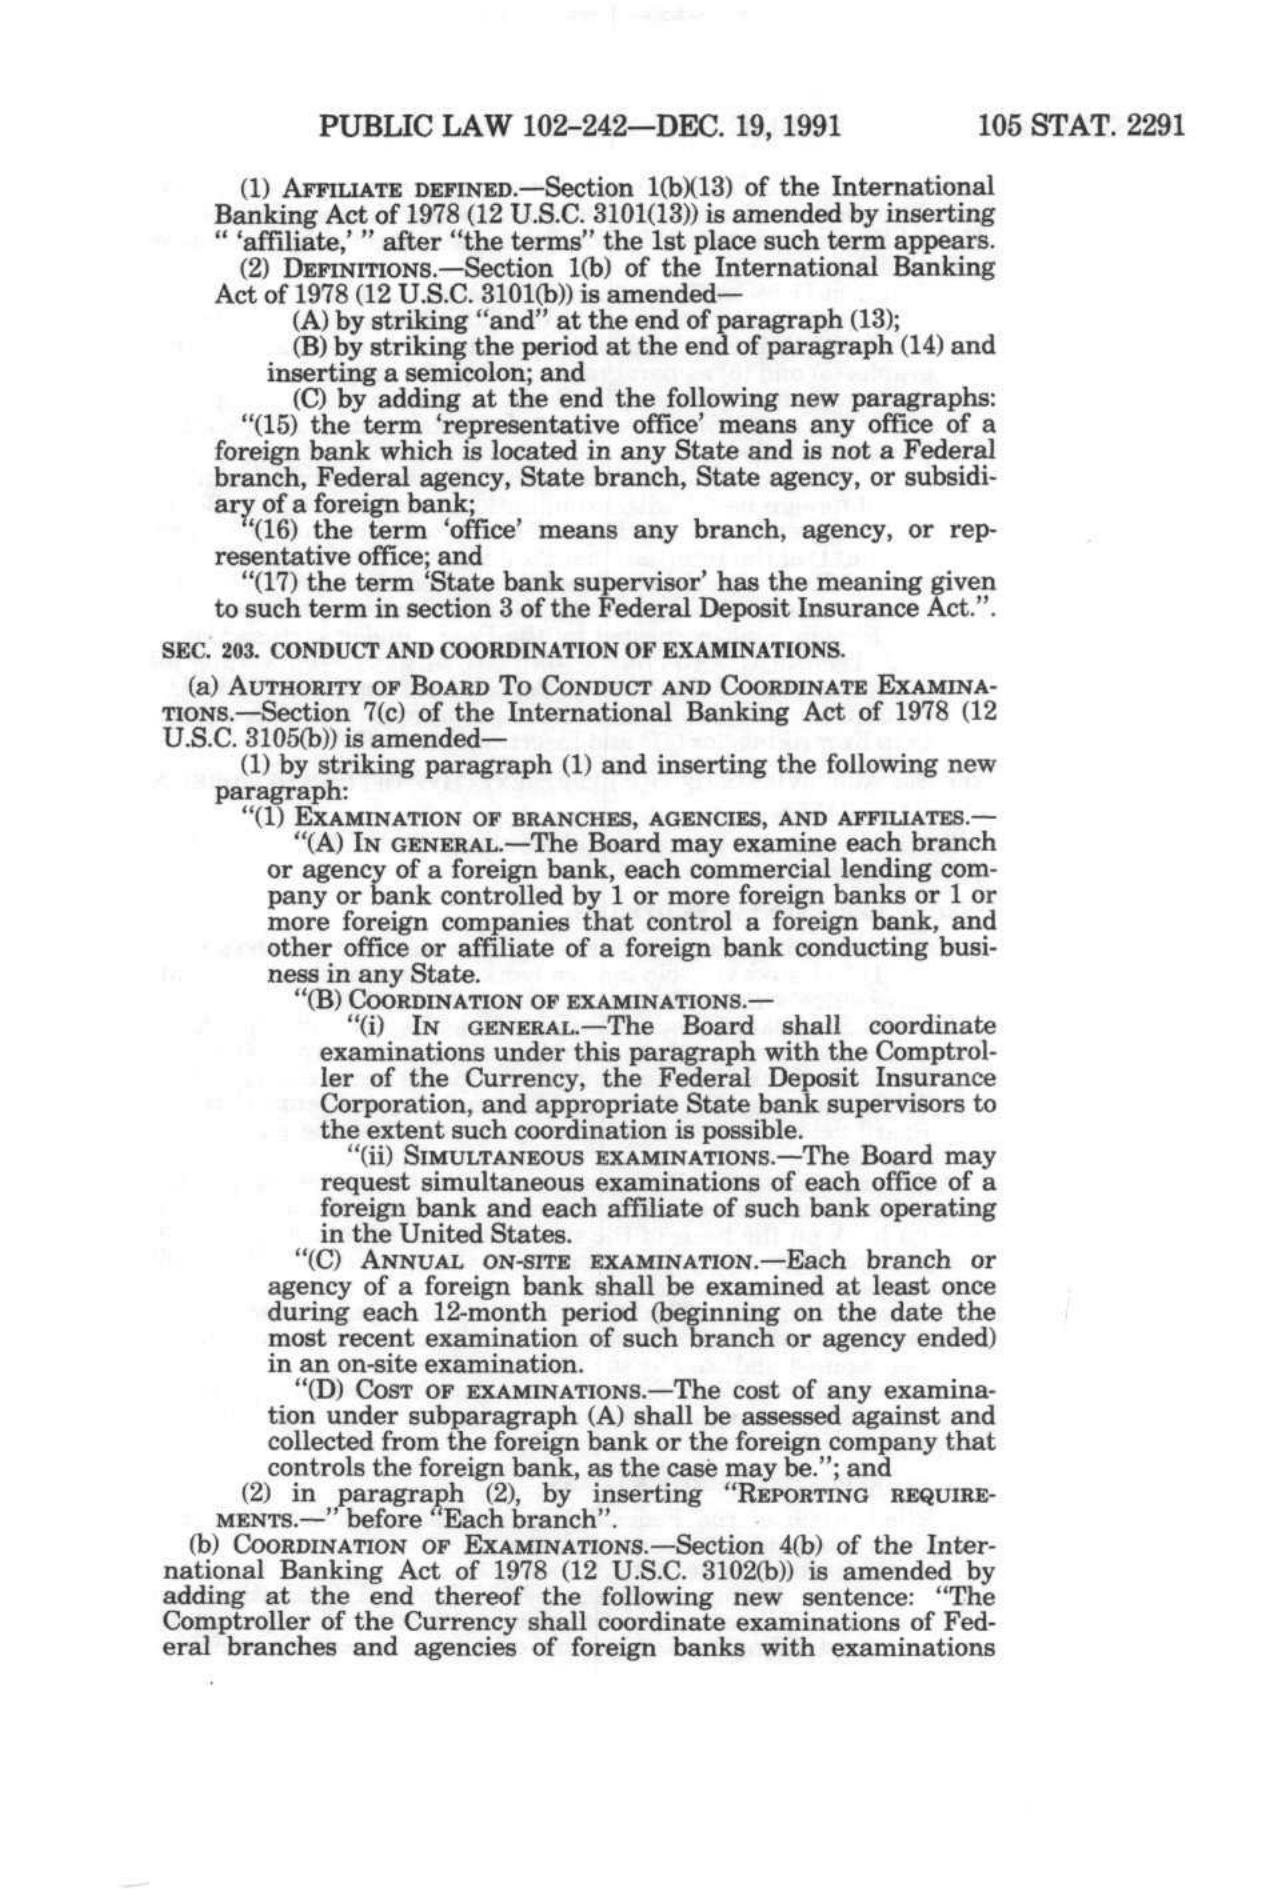 PUBLIC LAW 102–242—DEC. 19, 1991 105 STAT. 2291
(1) AFFILIATE DEFINED.—Section 1(b)(13) of the International
Banking Act of 1978 (12 U.S.C. 3101(13)) is amended by inserting
“ ‘affiliate,’ ” after “the terms” the 1st place such term appears.
(2) DEFINITIONS.—Section 1(b) of the International Banking
Act of 1978 (12 U.S.C. 3101(b)) is amended—
(A) by striking “and” at the end of paragraph (13);
(B) by striking the period at the end of paragraph (14) and
inserting a semicolon; and
(C) by adding at the end the following new paragraphs:
“(15) the term ‘representative office’ means any office of a
foreign bank which is located in any State and is not a Federal
branch, Federal agency, State branch, State agency, or subsidi-
ary of a foreign bank;
“(16) the term ‘office’ means any branch, agency, or rep-
resentative office; and
“(17) the term ‘State bank supervisor’ has the meaning given
to such term in section 3 of the Federal Deposit Insurance Act.”.
SEC. 203. CONDUCT AND COORDINATION OF EXAMINATIONS.
(a) AUTHORITY OF BOARD TO CONDUCT AND COORDINATE EXAMINA-
TIONS.—Section 7(c) of the International Banking Act of 1978 (12
U.S.C. 3105(b)) is amended—
(1) by striking paragraph (1) and inserting the following new
paragraph:
“(1) EXAMINATION OF BRANCHES, AGENCIES, AND AFFILIATES.—
“(A) IN GENERAL.—The Board may examine each branch
or agency of a foreign bank, each commercial lending com-
pany or bank controlled by 1 or more foreign banks or 1 or
more foreign companies that control a foreign bank, and
other office or affiliate of a foreign bank conducting busi-
ness in any State.
“(B) COORDINATION OF EXAMINATIONS.—
“(i) IN GENERAL.—The Board shall coordinate
examinations under this paragraph with the Comptrol-
ler of the Currency, the Federal Deposit Insurance
Corporation, and appropriate State bank supervisors to
the extent such coordination is possible.
“(ii) SIMULTANEOUS EXAMINATIONS.—The Board may
request simultaneous examinations of each office of a
foreign bank and each affiliate of such bank operating
in the United States.
“(C) ANNUAL ON-SITE EXAMINATION.—Each branch or
agency of a foreign bank shall be examined at least once
during each 12-month period (beginning on the date the
most recent examination of such branch or agency ended)
in an on-site examination.
“(D) COST OF EXAMINATIONS.—The cost of any examina-
tion under subparagraph (A) shall be assessed against and
collected from the foreign bank or the foreign company that
controls the foreign bank, as the case may be.”; and
(2) in paragraph (2), by inserting “REPORTING REQUIRE-
MENTS.—” before “Each branch”.
(b) COORDINATION OF EXAMINATIONS.—Section 4(b) of the Inter-
national Banking Act of 1978 (12 U.S.C. 3102(b)) is amended by
adding at the end thereof the following new sentence: “The
Comptroller of the Currency shall coordinate examinations of Fed-
eral branches and agencies of foreign banks with examinations